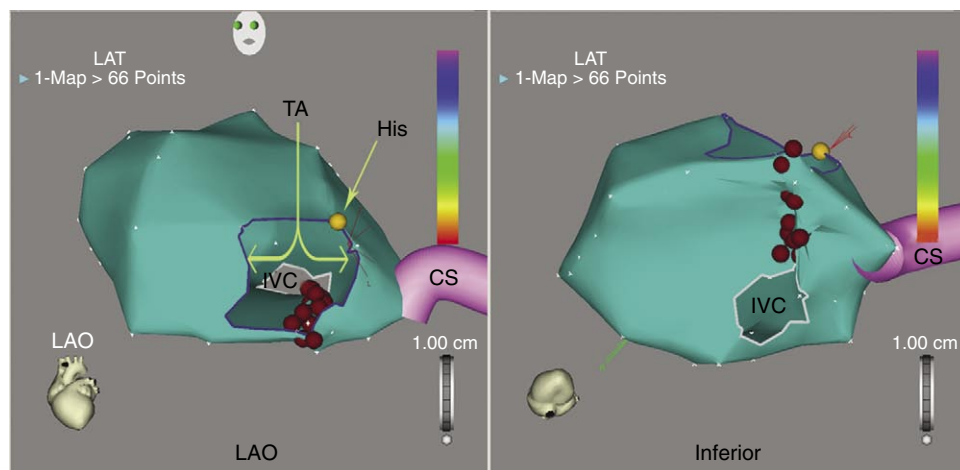 LAT
1-Map > 66 Points
TA
His
IVC
CS
LAO
1.00 cm
LAO
LAT
1-Map > 66 Points
CS
IVC
1.00 cm
Inferior